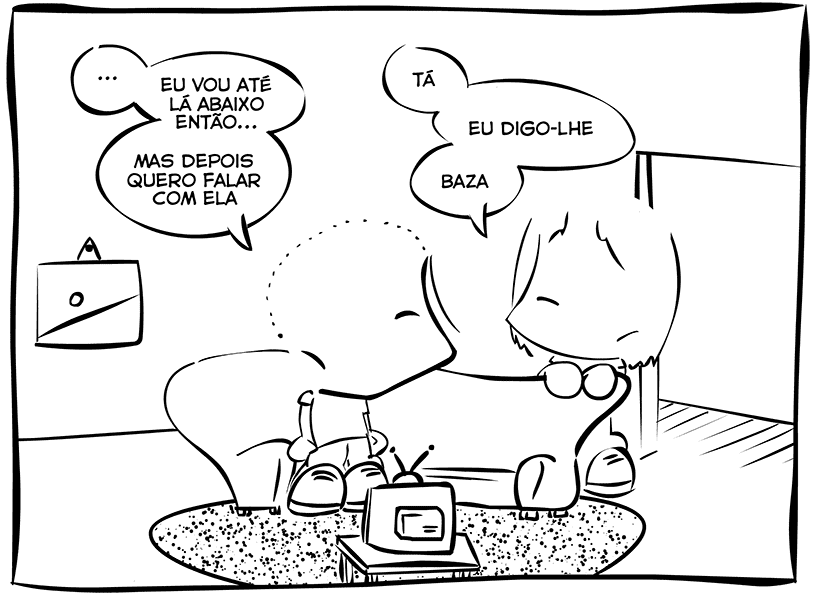 ...
EU VOU ATÉ
LÁ ABAIXO
ENTÃO...
MAS DEPOIS
QUERO FALAR
COM ELA
TÁ
EU DIGO-LHE
BAZA